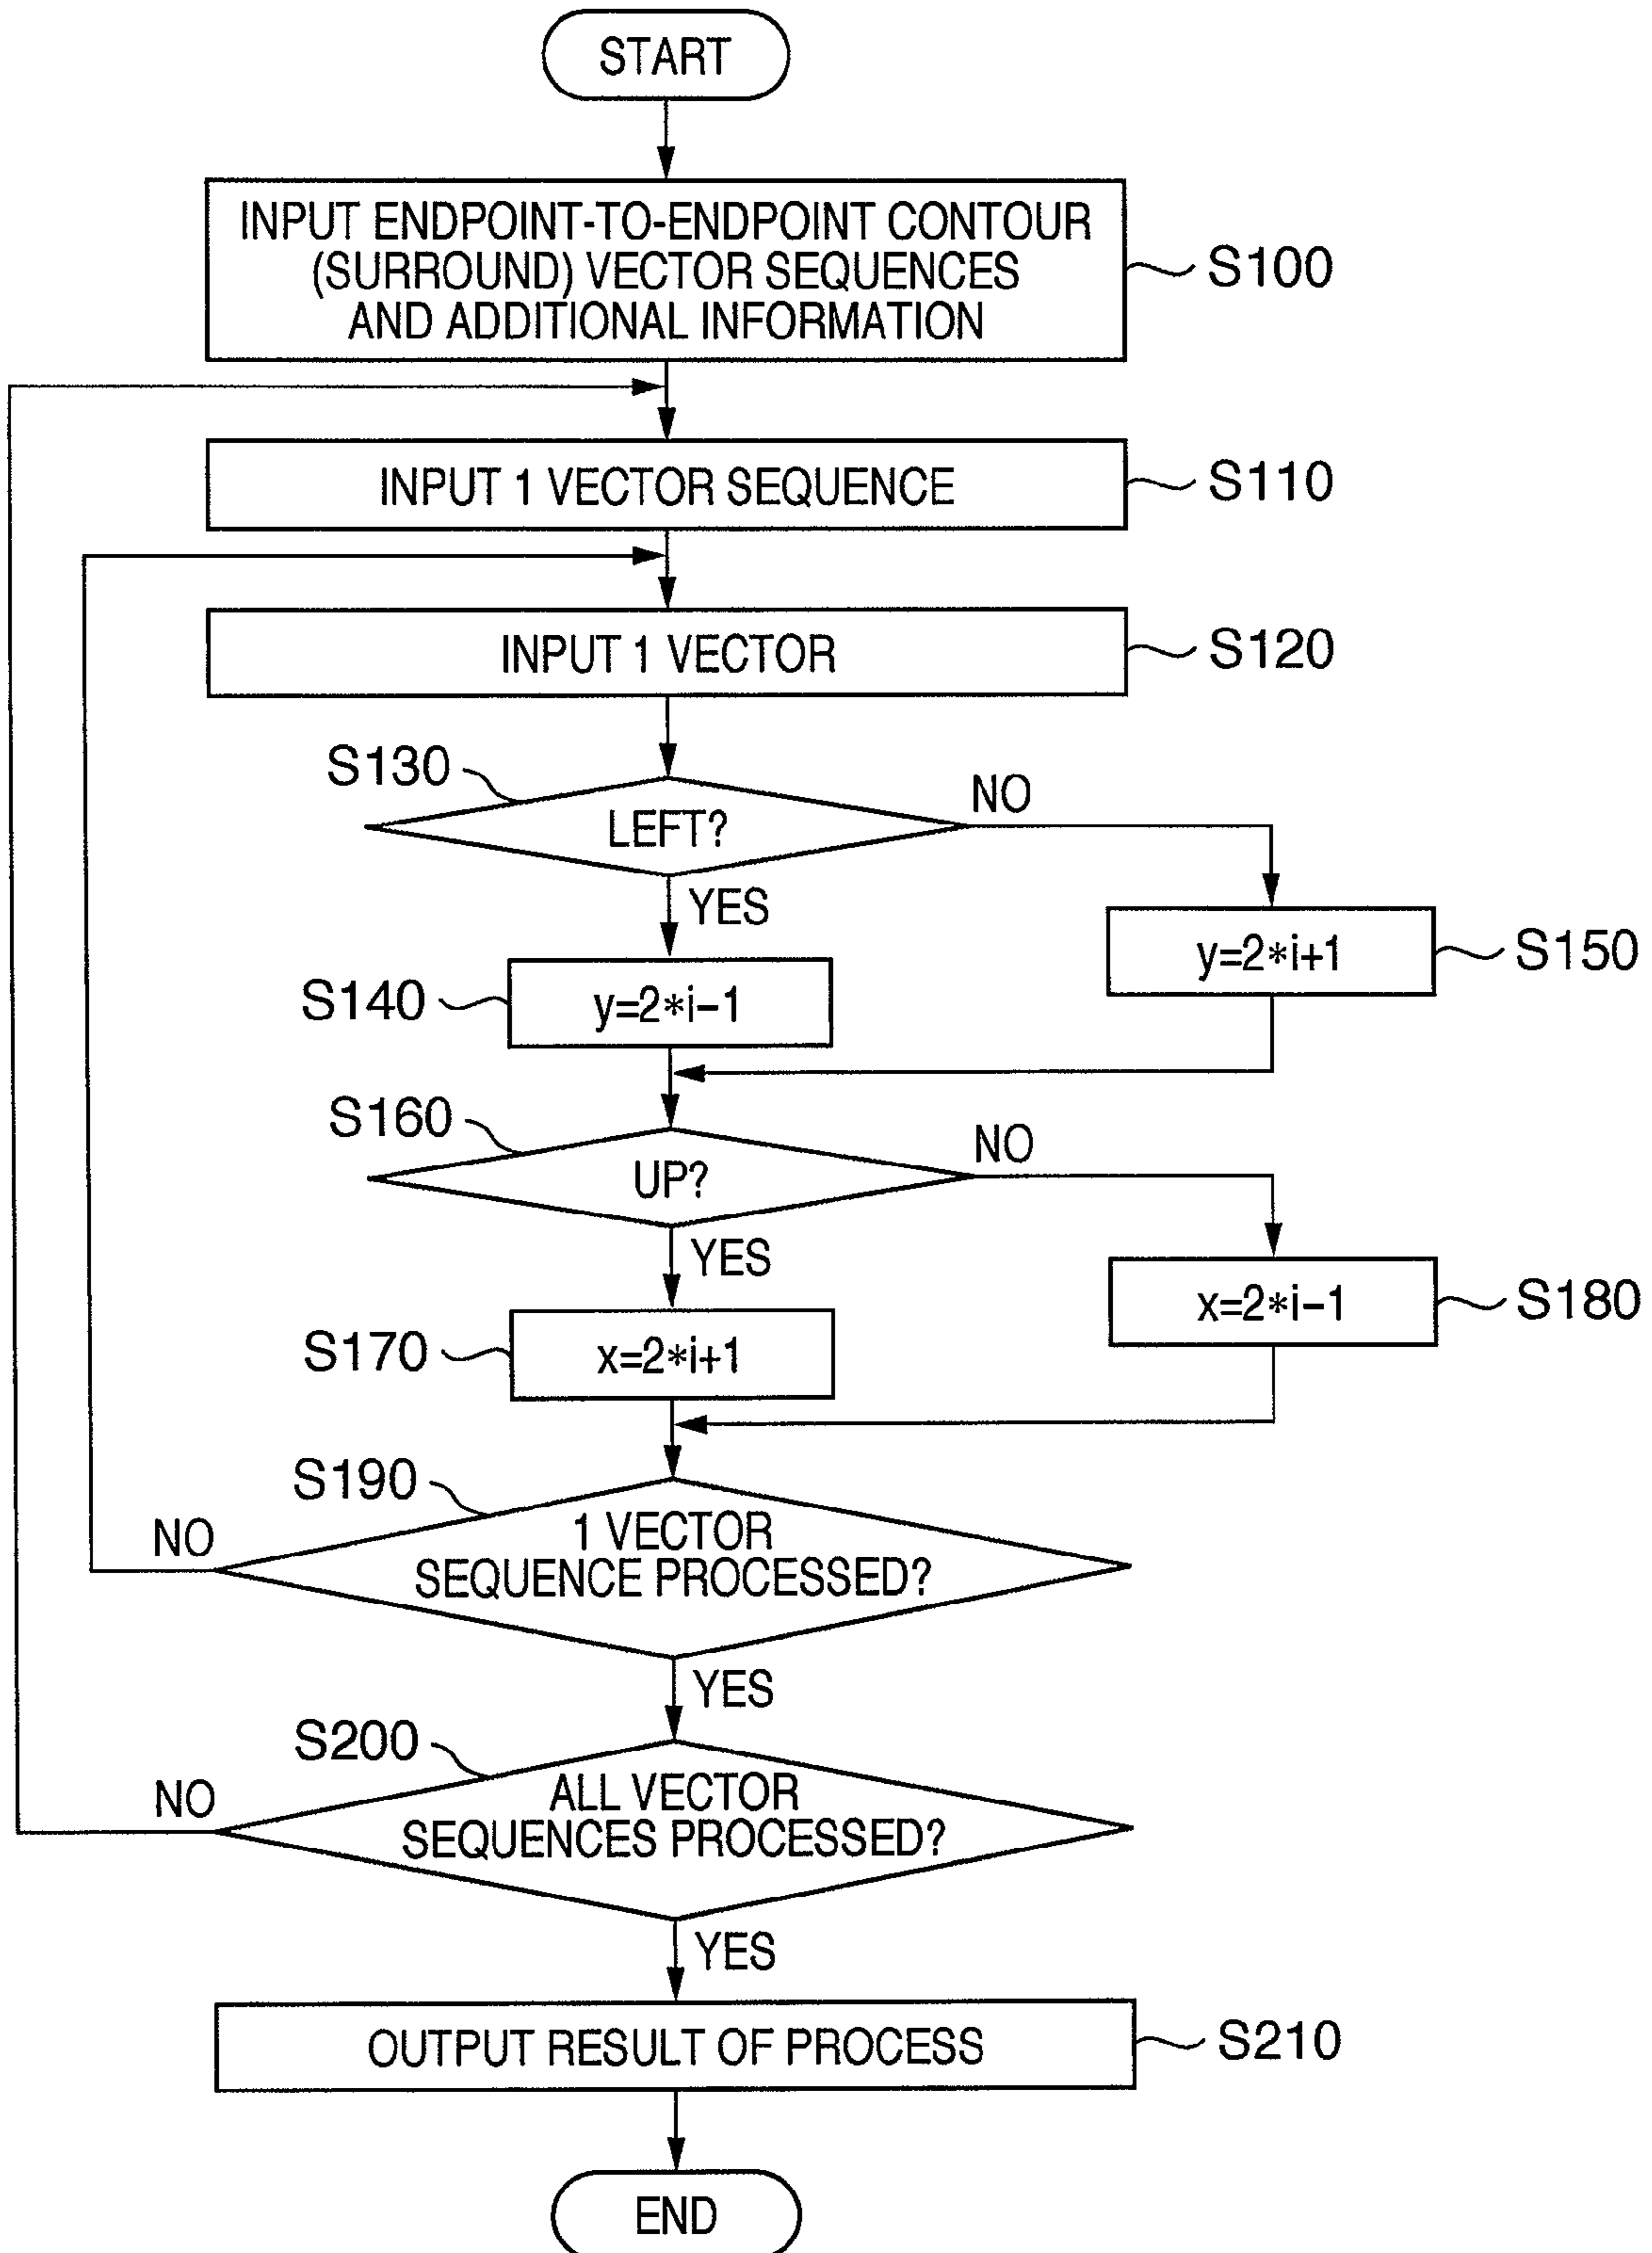 START
INPUT ENDPOINT-TO-ENDPOINT CONTOUR
(SURROUND) VECTOR SEQUENCES
AND ADDITIONAL INFORMATION
S100
INPUT 1 VECTOR SEQUENCE
S110
INPUT 1 VECTOR
S120
S130
LEFT?
NO
YES
y=2*i-1
S140
y=2*i+1
S150
S160
UP?
NO
YES
x=2*i+1
S170
x=2*i-1
S180
S190
1 VECTOR
SEQUENCE PROCESSED?
NO
YES
S200
ALL VECTOR
SEQUENCES PROCESSED?
NO
YES
OUTPUT RESULT OF PROCESS
S210
END